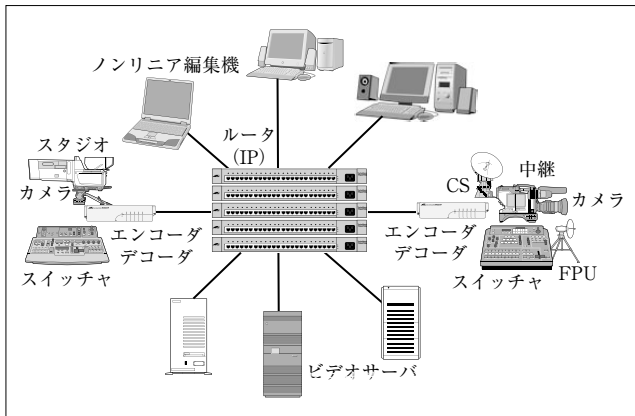 ノンリニア編集機
ルータ
(IP)
スタジオ
カメラ
エンコーダ
デコーダ
スイッチャ
CS
中継
カメラ
エンコーダ
デコーダ
スイッチャ
FPU
ビデオサーバ